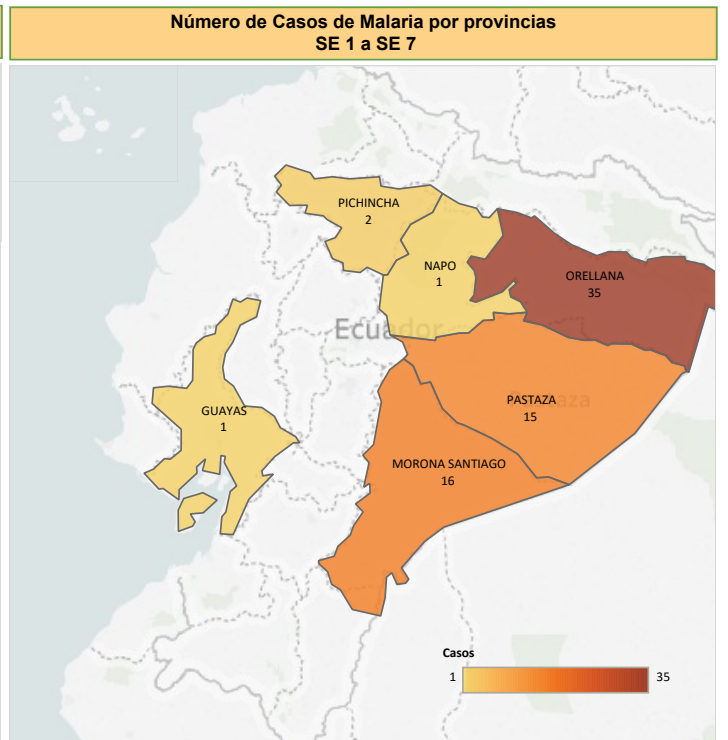 Número de Casos de Malaria por provincias
SE 1 a SE 7
PICHINCHA
2
NAPO
1
ORELLANA
35
Ecuador
GUAYAS
1
PASTAZA
15
MORONA SANTIAGO
16
Casos
1
35